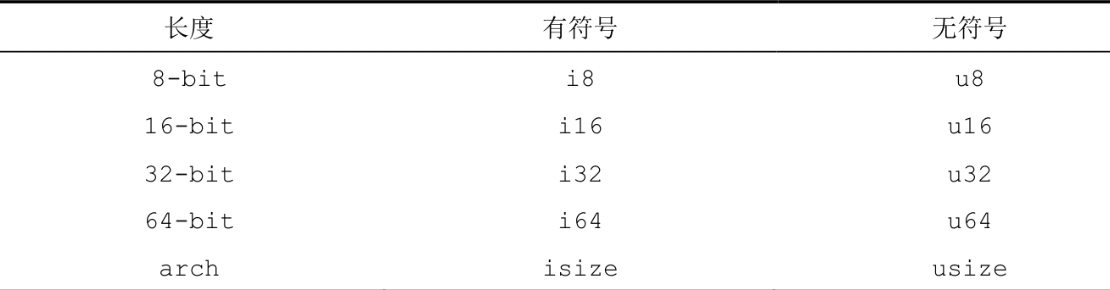 长度 有符号 无符号
8-bit i8 u8
16-bit i16 u16
32-bit i32 u32
64-bit i64 u64
arch isize usize